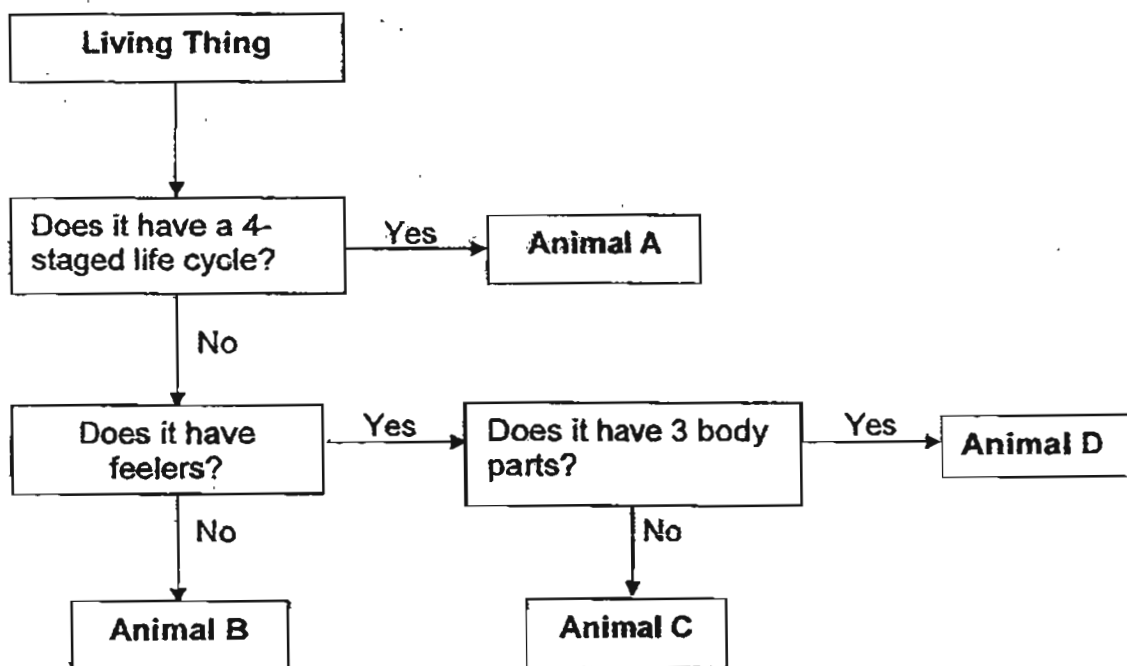 Living Thing
Does it have a 4-
staged life cycle?
Yes
Animal A
No
Does it have
feelers?
Yes
Does it have 3 body
parts?
Yes
Animal D
No
No
Animal B
Animal C